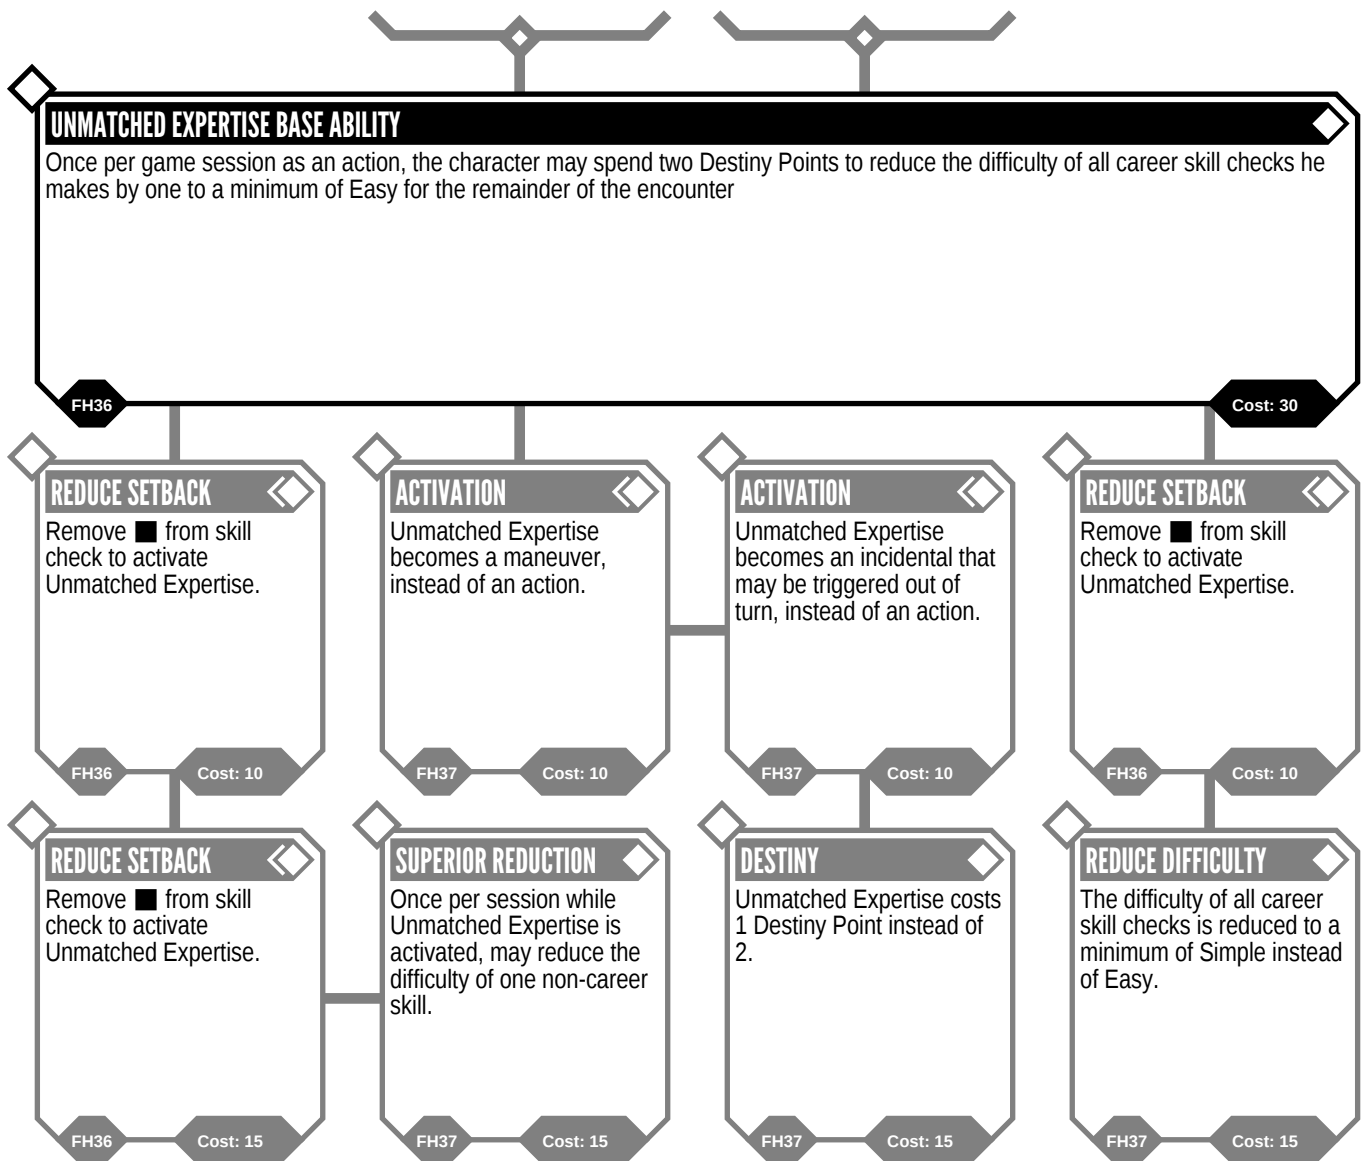 UNMATCHED EXPERTISE BASE ABILITY
Once per game session as an action, the character may spend two Destiny Points to reduce the difficulty of all career skill checks he
makes by one to a minimum of Easy for the remainder of the encounter
FH36
Cost: 30
REDUCE SETBACK
Remove ■ from skill
check to activate
Unmatched Expertise.
FH36
Cost: 10
ACTIVATION
Unmatched Expertise
becomes a maneuver,
instead of an action.
FH37
Cost: 10
ACTIVATION
Unmatched Expertise
becomes an incidental that
may be triggered out of
turn, instead of an action.
FH37
Cost: 10
REDUCE SETBACK
Remove ■ from skill
check to activate
Unmatched Expertise.
FH36
Cost: 10
REDUCE SETBACK
Remove ■ from skill
check to activate
Unmatched Expertise.
FH36
Cost: 15
SUPERIOR REDUCTION
Once per session while
Unmatched Expertise is
activated, may reduce the
difficulty of one non-career
skill.
FH37
Cost: 15
DESTINY
Unmatched Expertise costs
1 Destiny Point instead of
2.
FH37
Cost: 15
REDUCE DIFFICULTY
The difficulty of all career
skill checks is reduced to a
minimum of Simple instead
of Easy.
FH37
Cost: 15